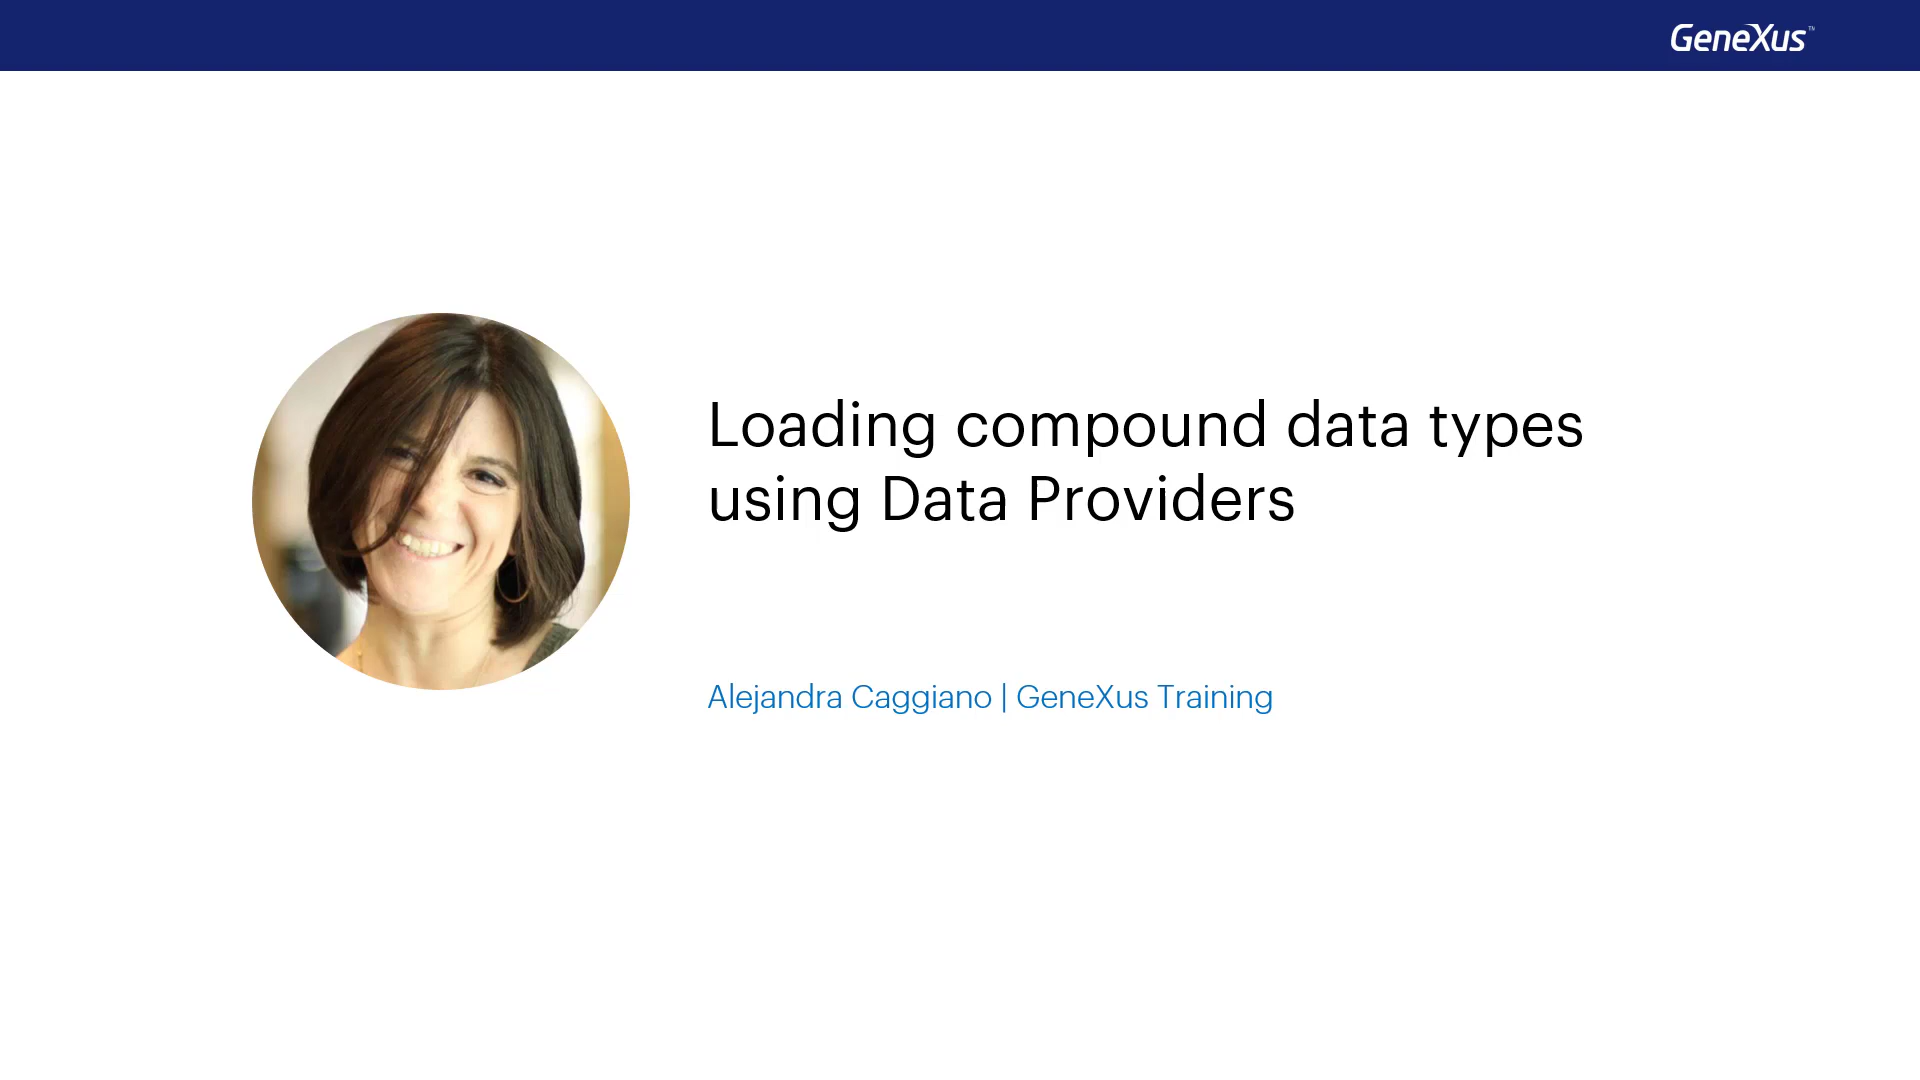 GeneXus™
Loading compound data types
using Data Providers
Alejandra Caggiano | GeneXus Training